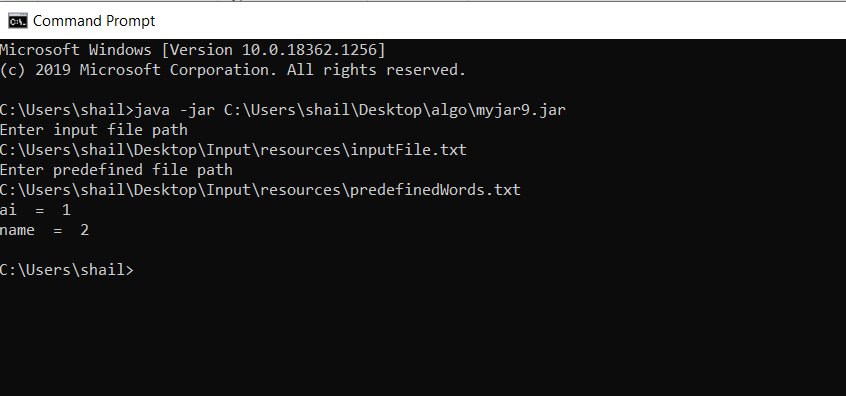 Command Prompt
Microsoft Windows [Version 10.0.18362.1256]
(c) 2019 Microsoft Corporation. All rights reserved.
C:\Users\shail>java -jar C:\Users\shail\Desktop\algo\myjar9.jar
Enter input file path
C:\Users\shail\Desktop\Input\resources\inputFile.txt
Enter predefined file path
C:\Users\shail\Desktop\Input\resources\predefinedWords.txt
ai  =  1
name  =  2
C:\Users\shail>